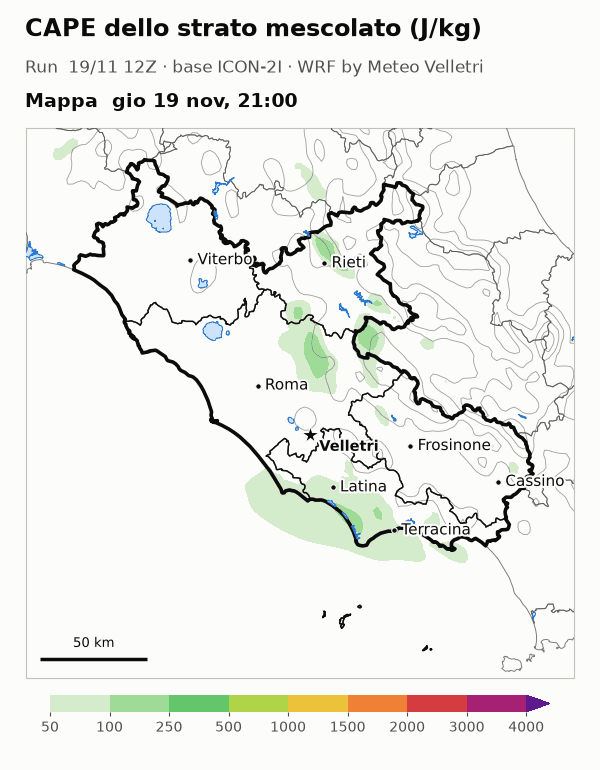 CAPE dello strato mescolato (J/kg)
Run  19/11 12Z · base ICON-2I · WRF by Meteo Velletri
Mappa  gio 19 nov, 21:00
Viterbo
Rieti
Roma
Velletri
Frosinone
Latina
Cassino
Terracina
50 km
50 100 250 500 1000 1500 2000 3000 4000